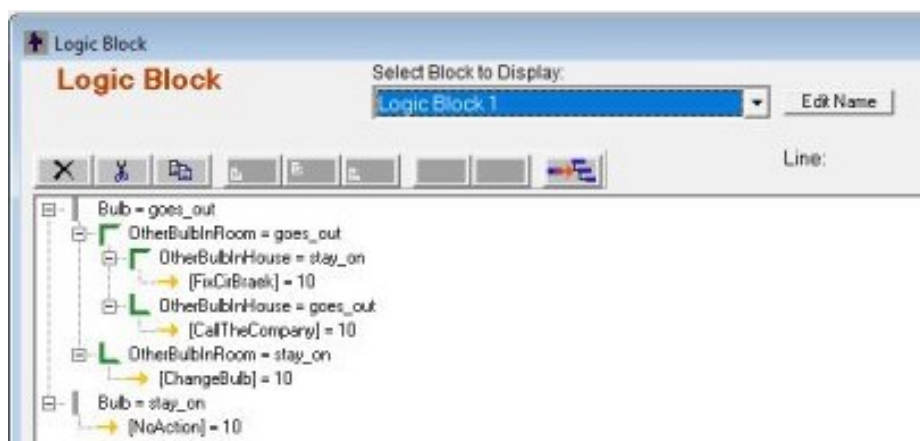 Logic Block
Logic Block
Select Block to Display:
Logic Block 1
Edit Name
Line:
Bulb = goes_out
OtherBulbInRoom = goes_out
OtherBulbInHouse = stay_on
[FixCirBraek] = 10
OtherBulbInHouse = goes_out
[CallTheCompany] = 10
OtherBulbInRoom = stay_on
[ChangeBulb] = 10
Bulb = stay_on
[NoAction] = 10